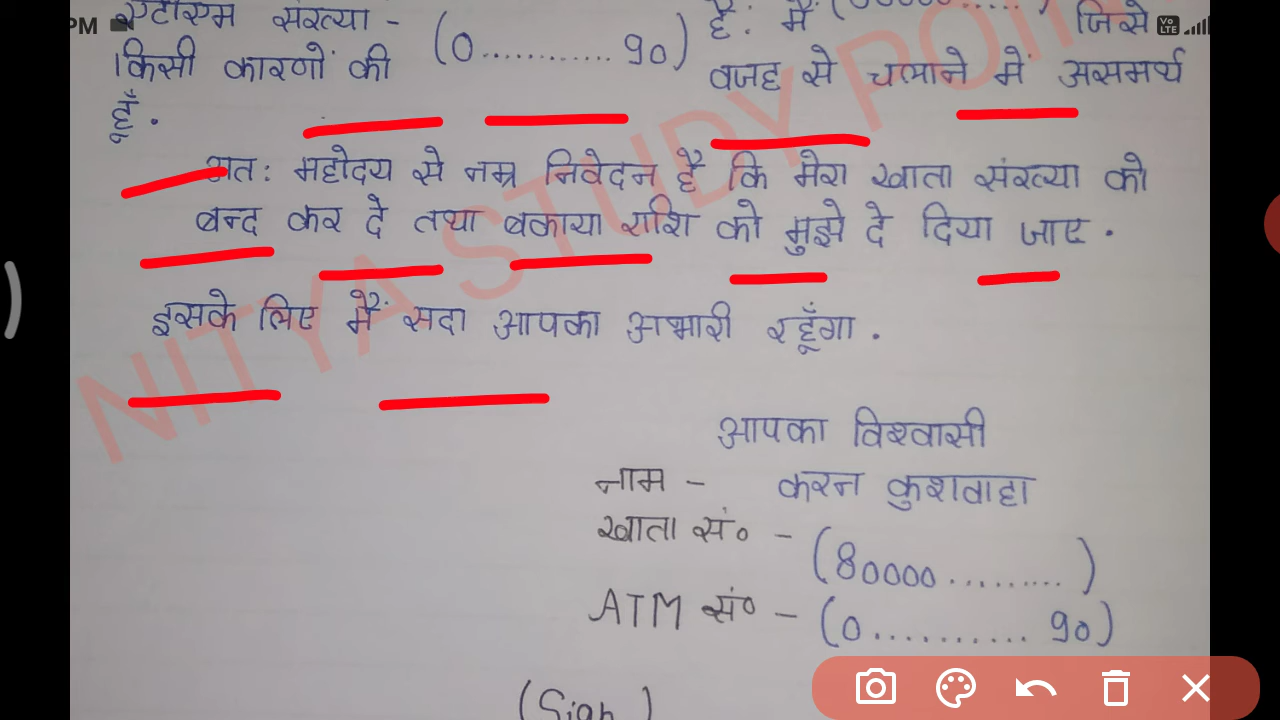 PM
एटीएम संख्या - (0............90) है. मैं (00000.....) जिसे
किसी कारणों की वजह से चलाने में असमर्थ
हूँ.
अतः महोदय से नम्र निवेदन है कि मेरा खाता संख्या को
बन्द कर दे तथा बकाया राशि को मुझे दे दिया जाए.
इसके लिए मैं सदा आपका आभारी रहूँगा.
NITYA STUDY POINT
आपका विश्वासी
नाम - करन कुशवाहा
खाता सं० - (80000.........)
ATM सं० - (0..........90)
(Sign)